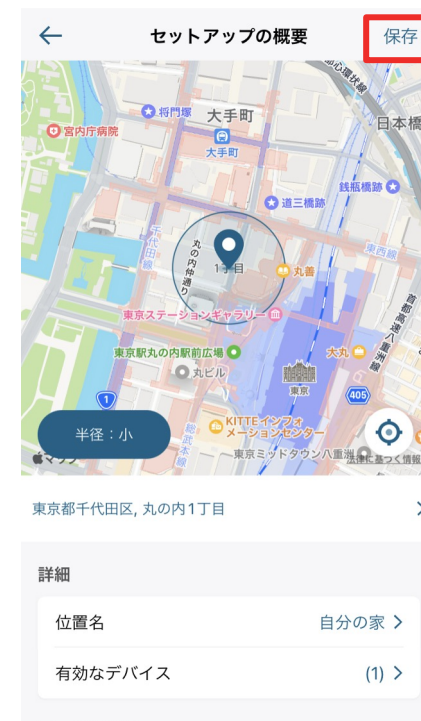 セットアップの概要
保存
都心環状線
将門塚
大手町
日本橋
宮内庁病院
大手町
銭瓶橋跡
道三橋跡
千代田線
丸の内仲通り
東西線
1丁目
丸善
首都高速八重洲線
東京ステーションギャラリー
東京駅丸の内駅前広場
大丸
丸ビル
東京
1
405
半径：小
総武本線
KITTEインフォ
メーションセンター
マップ
東京ミッドタウン八重洲
法律に基づく情報
東京都千代田区, 丸の内1丁目
詳細
位置名
自分の家
有効なデバイス
(1)